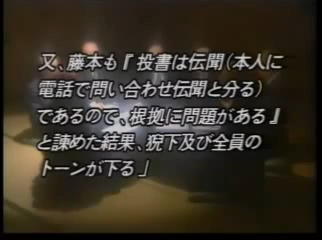 又、藤本も『投書は伝聞(本人に
電話で問い合わせ伝聞と分る)
であるので、根拠に問題がある』
と諫めた結果、猊下及び全員の
トーンが下る」